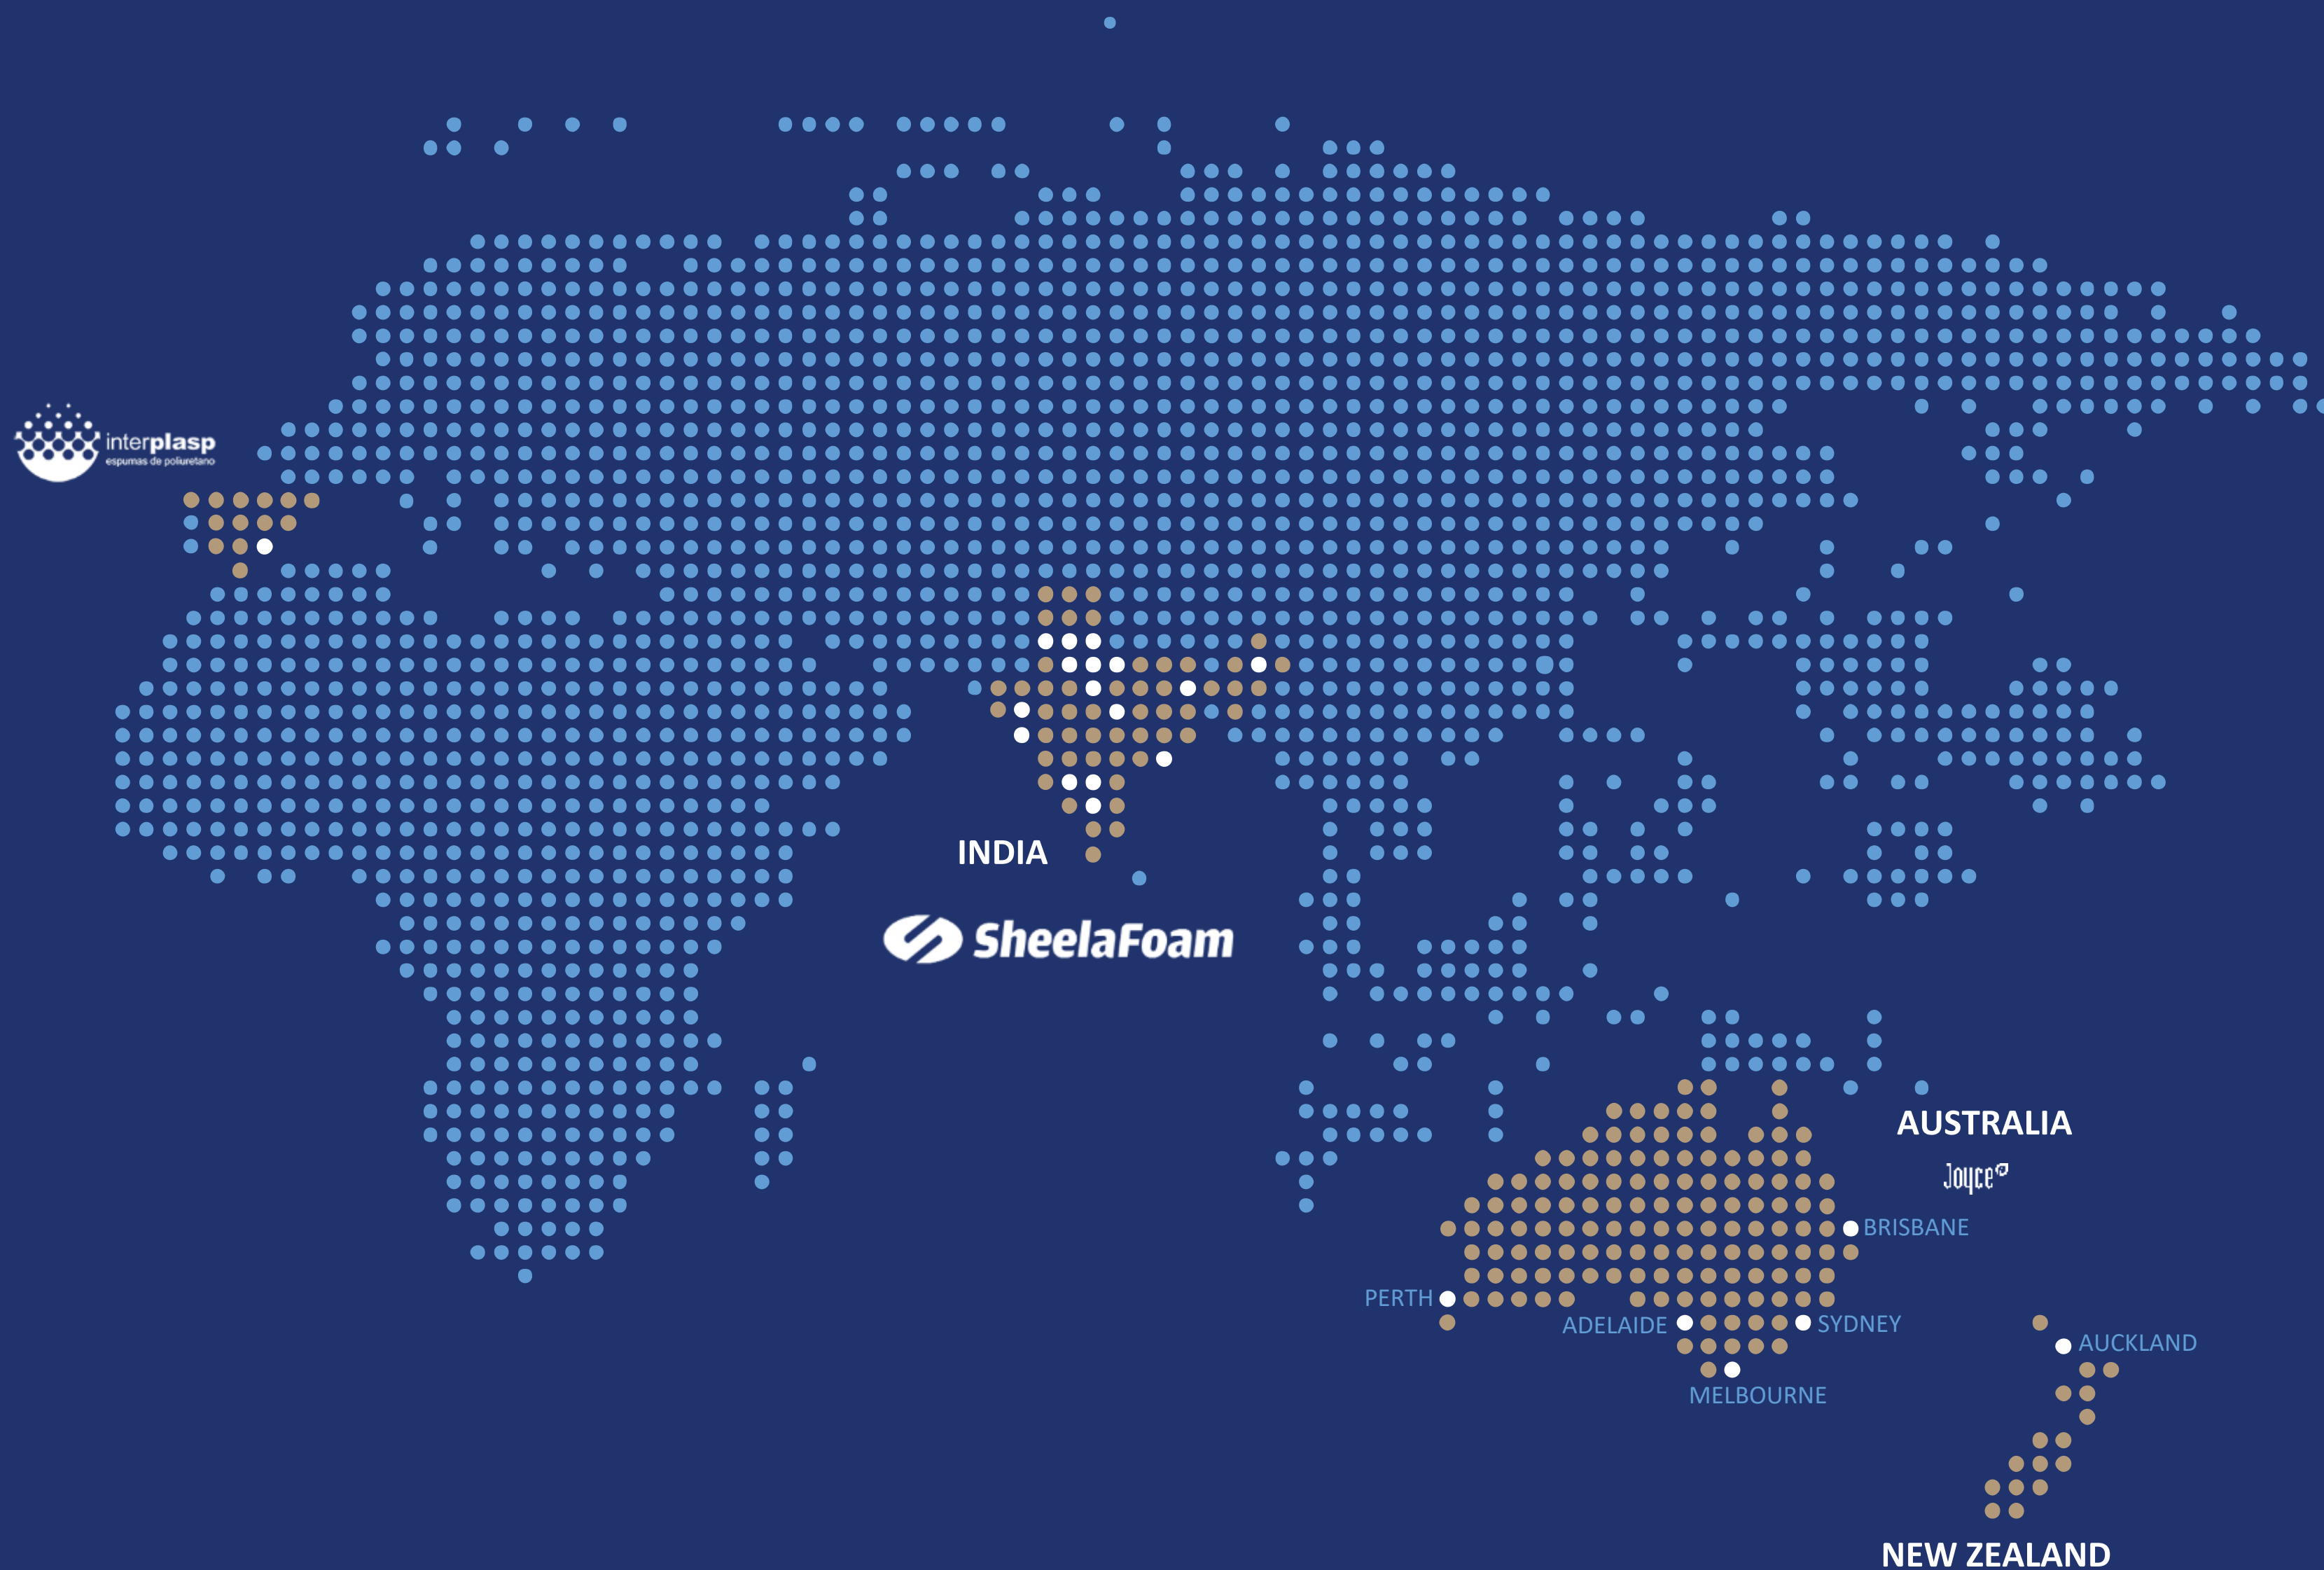 interplasp
espumas de poliuretano
INDIA
SheelaFoam
AUSTRALIA
Joyce
BRISBANE
PERTH
ADELAIDE
SYDNEY
AUCKLAND
MELBOURNE
NEW ZEALAND